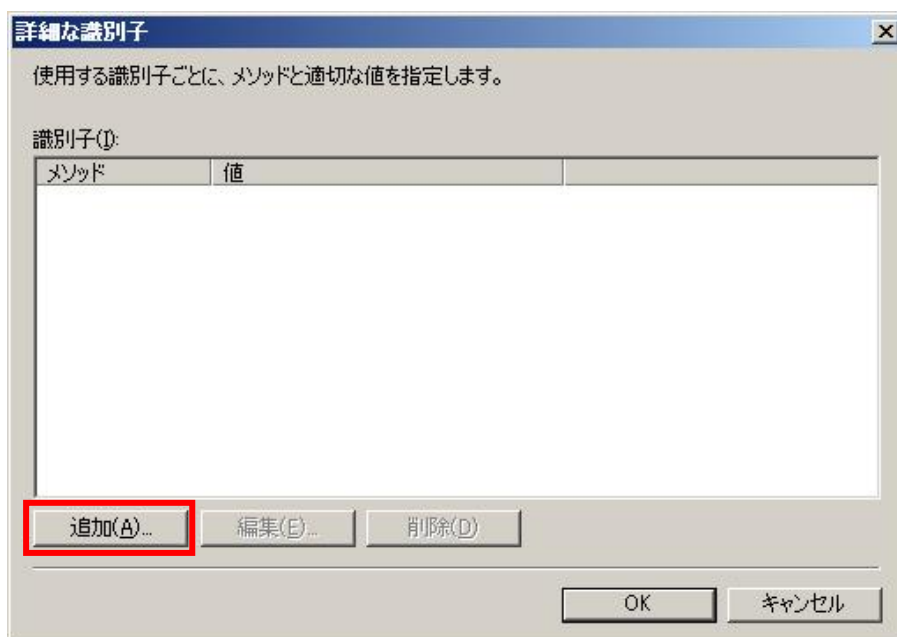 詳細な識別子
使用する識別子ごとに、メソッドと適切な値を指定します。
識別子(I):
メソッド 値
追加(A)... 編集(E)... 削除(D)
OK キャンセル